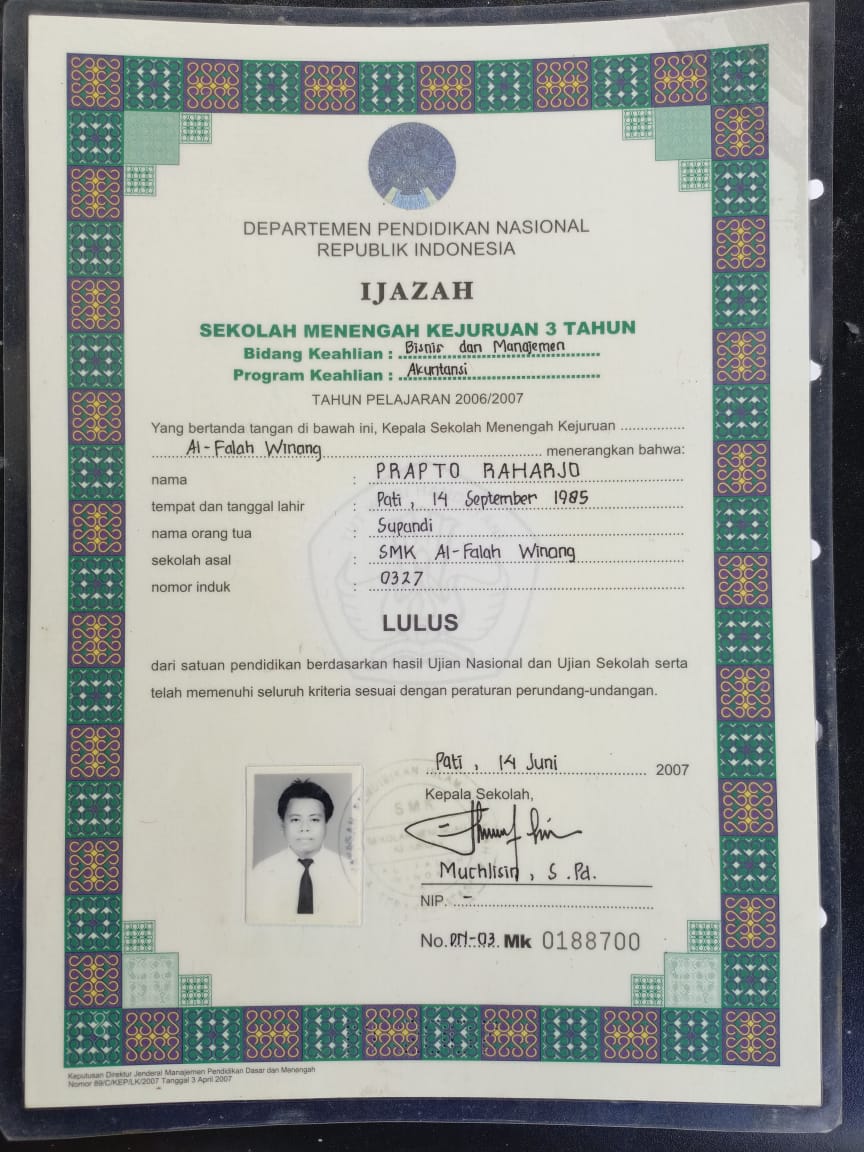 DEPARTEMEN PENDIDIKAN NASIONAL
REPUBLIK INDONESIA
IJAZAH
SEKOLAH MENENGAH KEJURUAN 3 TAHUN
Bidang Keahlian : Bisnis dan Manajemen
Program Keahlian : Akuntansi
TAHUN PELAJARAN 2006/2007
Yang bertanda tangan di bawah ini, Kepala Sekolah Menengah Kejuruan
Al-Falah Winong menerangkan bahwa:
nama : PRAPTO RAHARJO
tempat dan tanggal lahir : Pati, 14 September 1985
nama orang tua : Supandi
sekolah asal : SMK Al-Falah Winong
nomor induk : 0327
LULUS
dari satuan pendidikan berdasarkan hasil Ujian Nasional dan Ujian Sekolah serta
telah memenuhi seluruh kriteria sesuai dengan peraturan perundang-undangan.
Pati, 14 Juni 2007
Kepala Sekolah,
SMK
Muchlisin, S.Pd.
NIP. -
No. DN-03 Mk 0188700
Keputusan Direktur Jenderal Manajemen Pendidikan Dasar dan Menengah
Nomor 89/C/KEP/LK/2007 Tanggal 3 April 2007